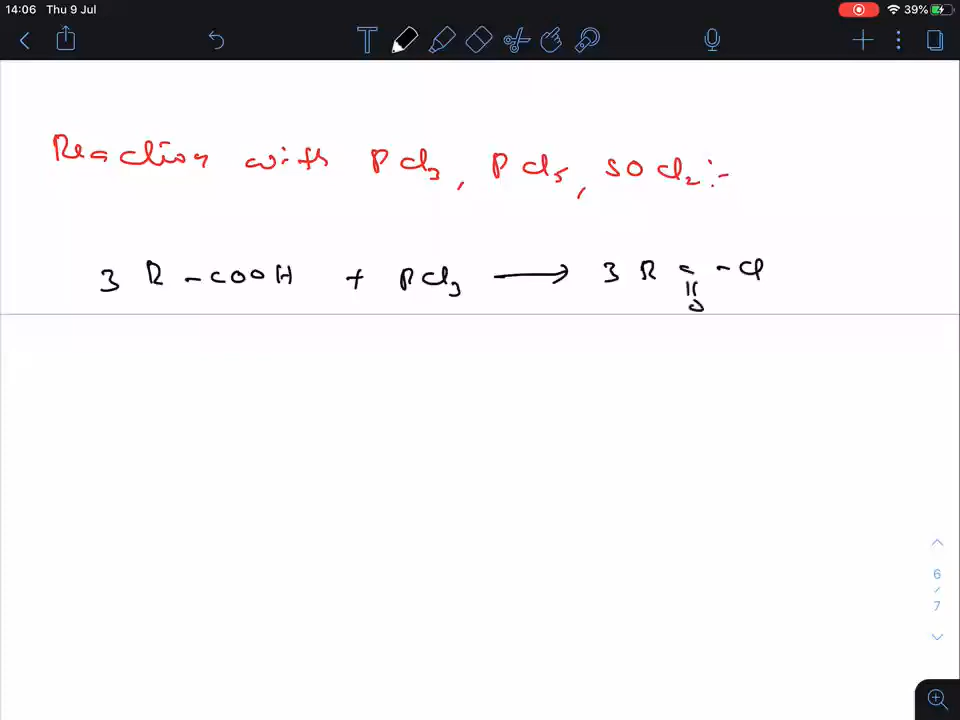 14:06 Thu 9 Jul 39%
T
Reaction with PCl3, PCl5, SOCl2:-
3 R-COOH + PCl3 ⟶ 3 R C-Cl
||
O
6
/
7